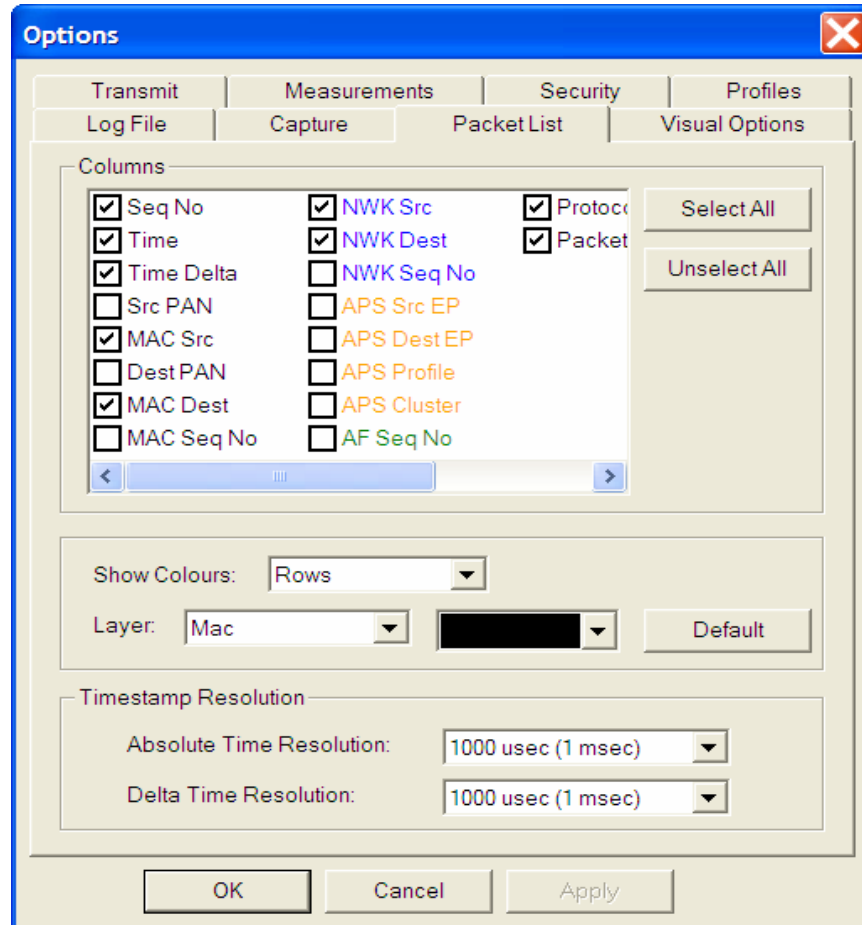 Options
Transmit Measurements Security Profiles
Log File Capture Packet List Visual Options
Columns
Seq No NWK Src Protoc
Time NWK Dest Packet
Time Delta NWK Seq No
Src PAN APS Src EP
MAC Src APS Dest EP
Dest PAN APS Profile
MAC Dest APS Cluster
MAC Seq No AF Seq No
Select All
Unselect All
Show Colours: Rows
Layer: Mac Default
Timestamp Resolution
Absolute Time Resolution: 1000 usec (1 msec)
Delta Time Resolution: 1000 usec (1 msec)
OK Cancel Apply